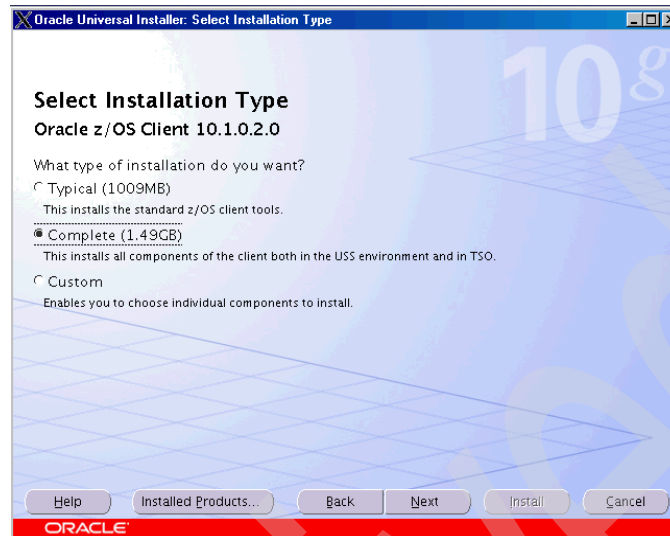 Oracle Universal Installer: Select Installation Type
10g
Select Installation Type
Oracle z/OS Client 10.1.0.2.0
What type of installation do you want?
Typical (1009MB)
This installs the standard z/OS client tools.
Complete (1.49GB)
This installs all components of the client both in the USS environment and in TSO.
Custom
Enables you to choose individual components to install.
Help Installed Products... Back Next Install Cancel
ORACLE